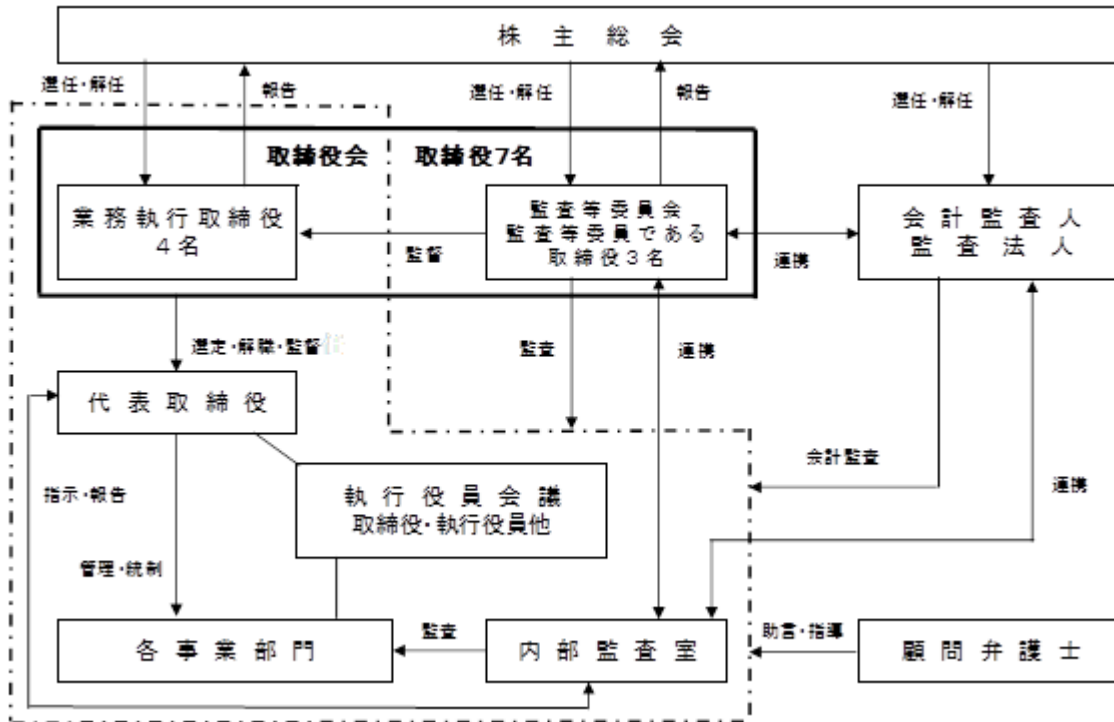 株主総会
選任・解任
報告
選任・解任
報告
選任・解任
取締役会 取締役7名
業務執行取締役
4名
監査等委員会
監査等委員である
取締役3名
会計監査人
監査法人
監督
連携
選定・解職・監督
監査
連携
代表取締役
会計監査
執行役員会議
取締役・執行役員他
指示・報告
連携
管理・統制
各事業部門
監査
内部監査室
助言・指導
顧問弁護士